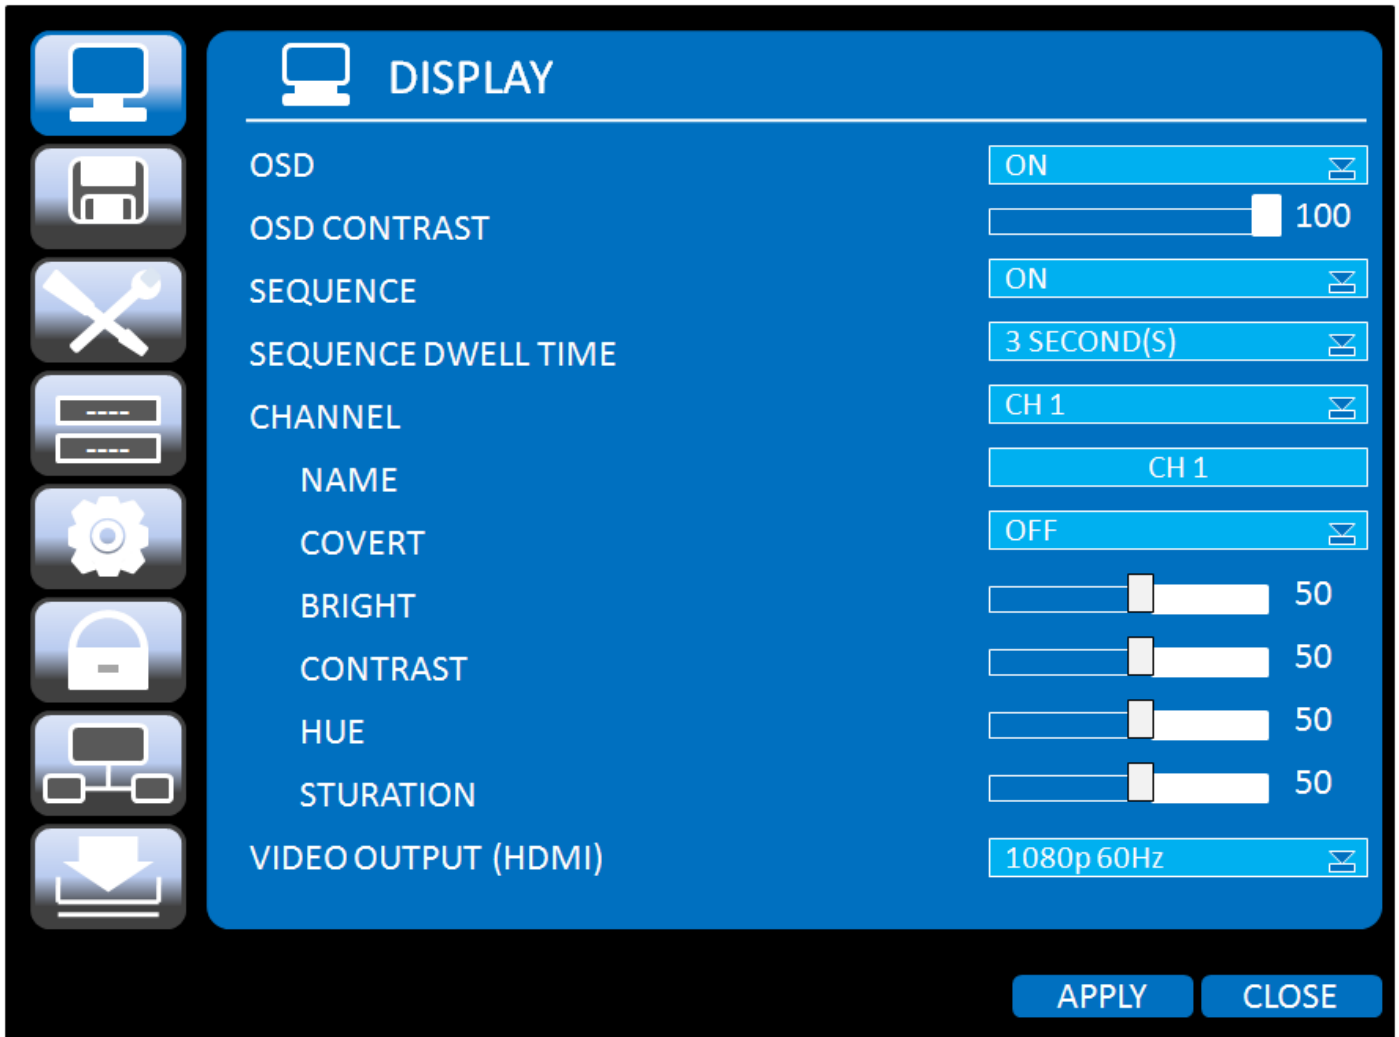 DISPLAY
OSD ON
OSD CONTRAST 100
SEQUENCE ON
SEQUENCE DWELL TIME 3 SECOND(S)
CHANNEL CH 1
NAME CH 1
COVERT OFF
BRIGHT 50
CONTRAST 50
HUE 50
STURATION 50
VIDEO OUTPUT (HDMI) 1080p 60Hz
APPLY CLOSE